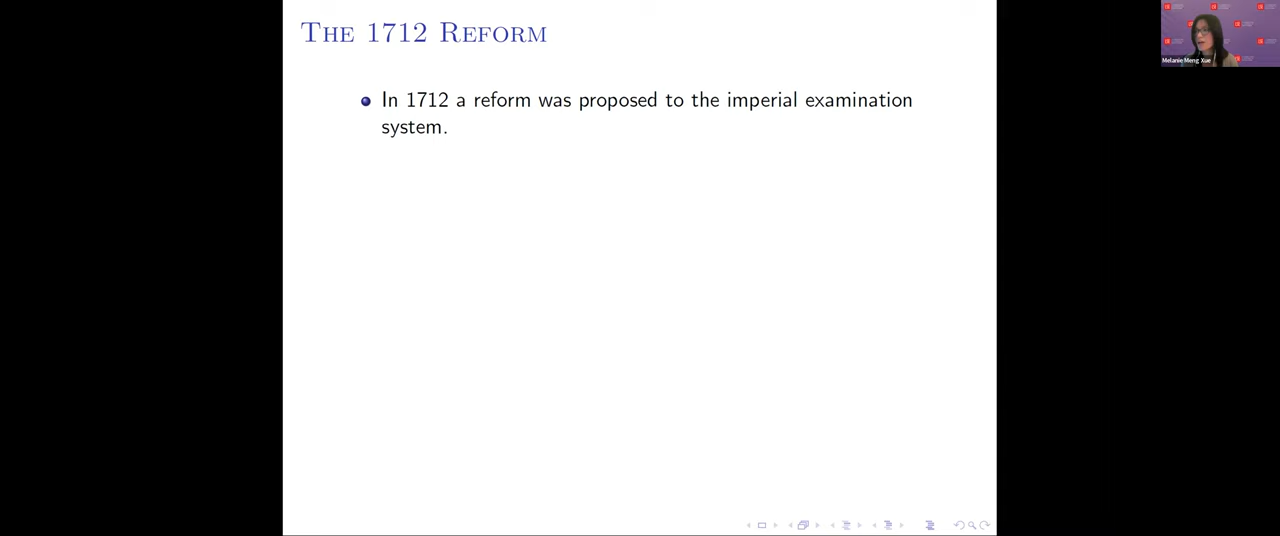 The 1712 Reform
In 1712 a reform was proposed to the imperial examination
system.
Melanie Meng Xue